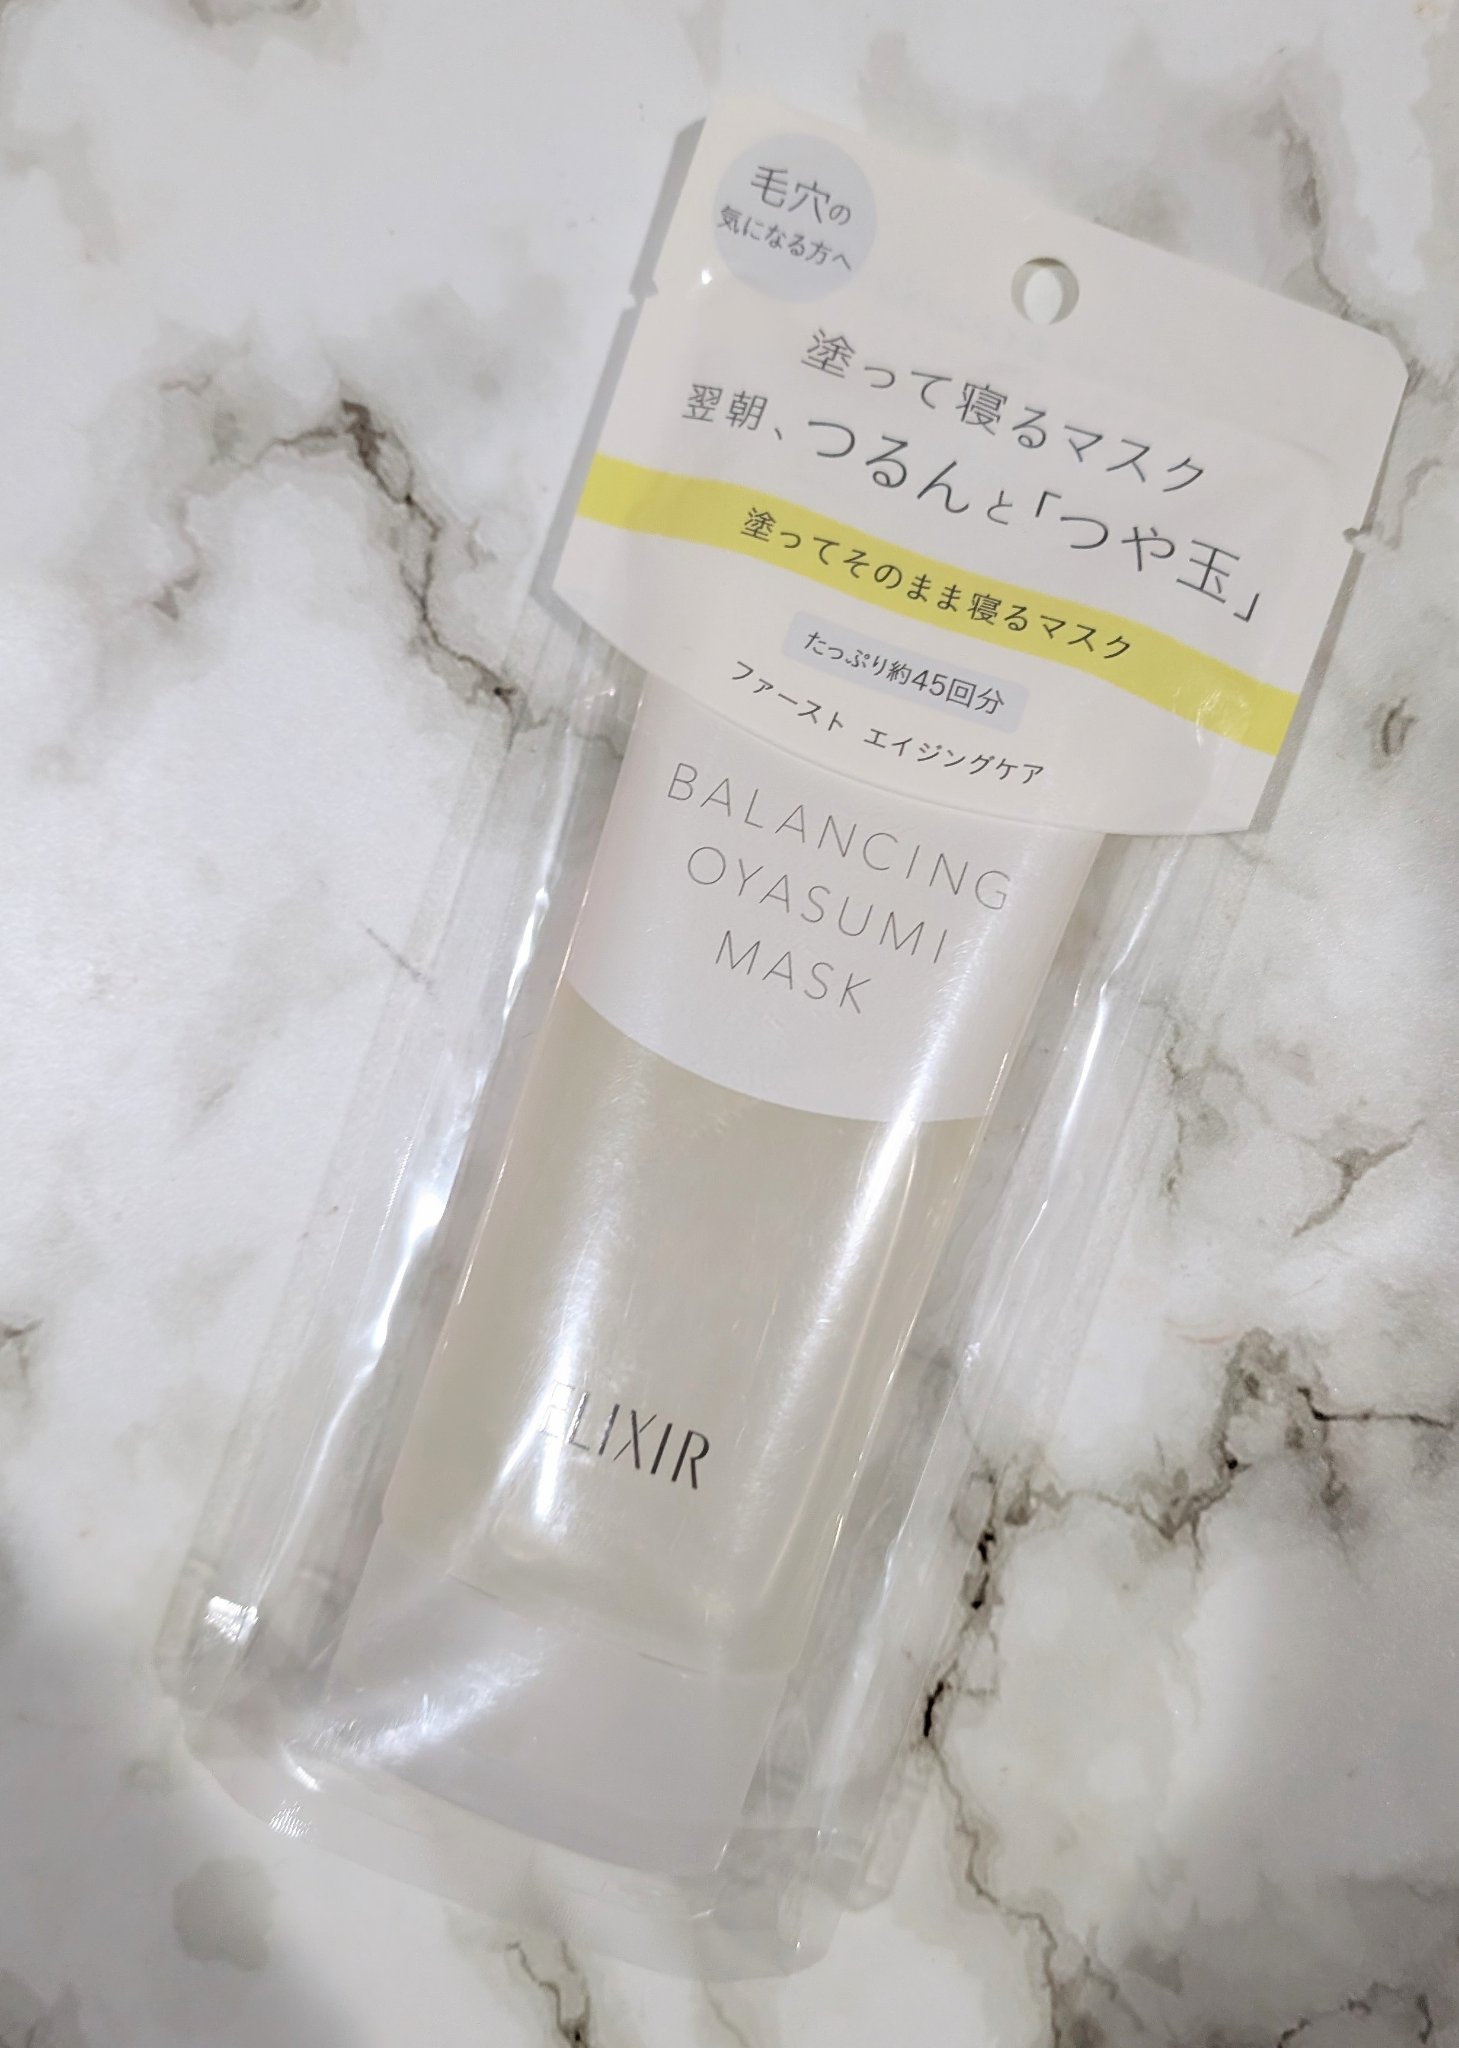 毛穴の
気になる方へ
塗って寝るマスク
翌朝、つるんと「つや玉」
塗ってそのまま寝るマスク
たっぷり約45回分
ファースト エイジングケア
BALANCING
OYASUMI
MASK
ELIXIR